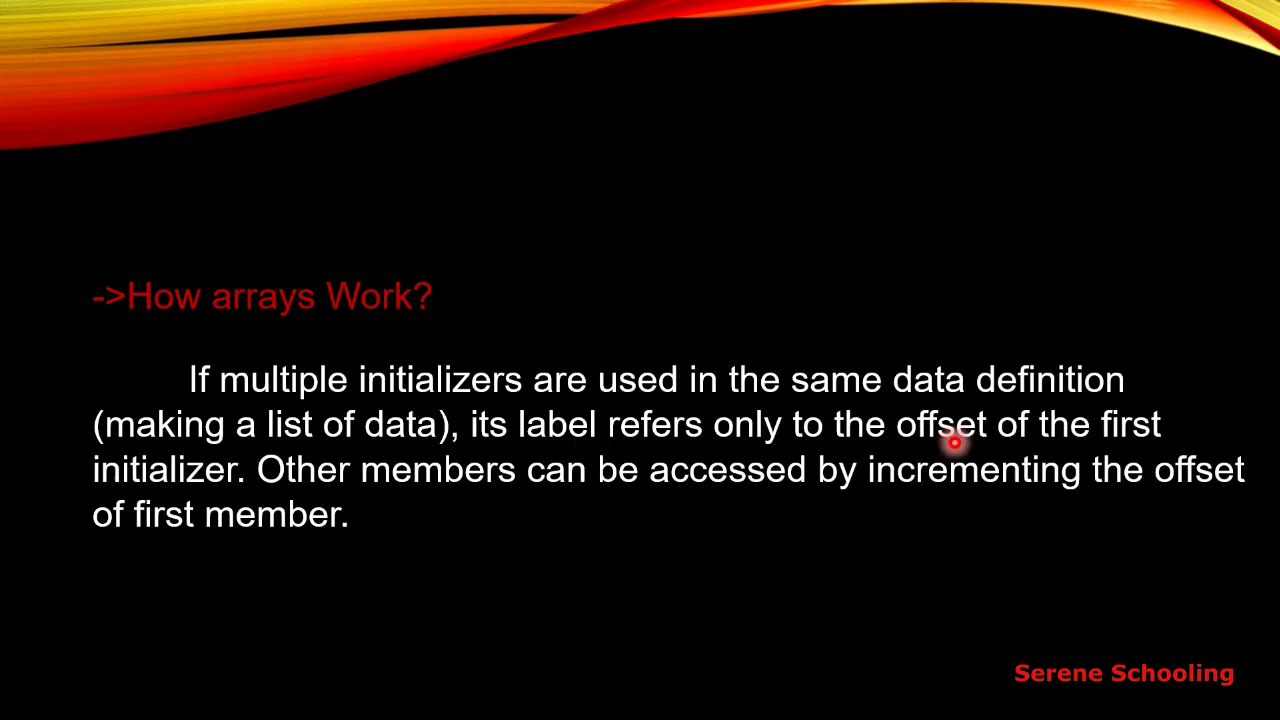 ->How arrays Work?
If multiple initializers are used in the same data definition
(making a list of data), its label refers only to the offset of the first
initializer. Other members can be accessed by incrementing the offset
of first member.
Serene Schooling